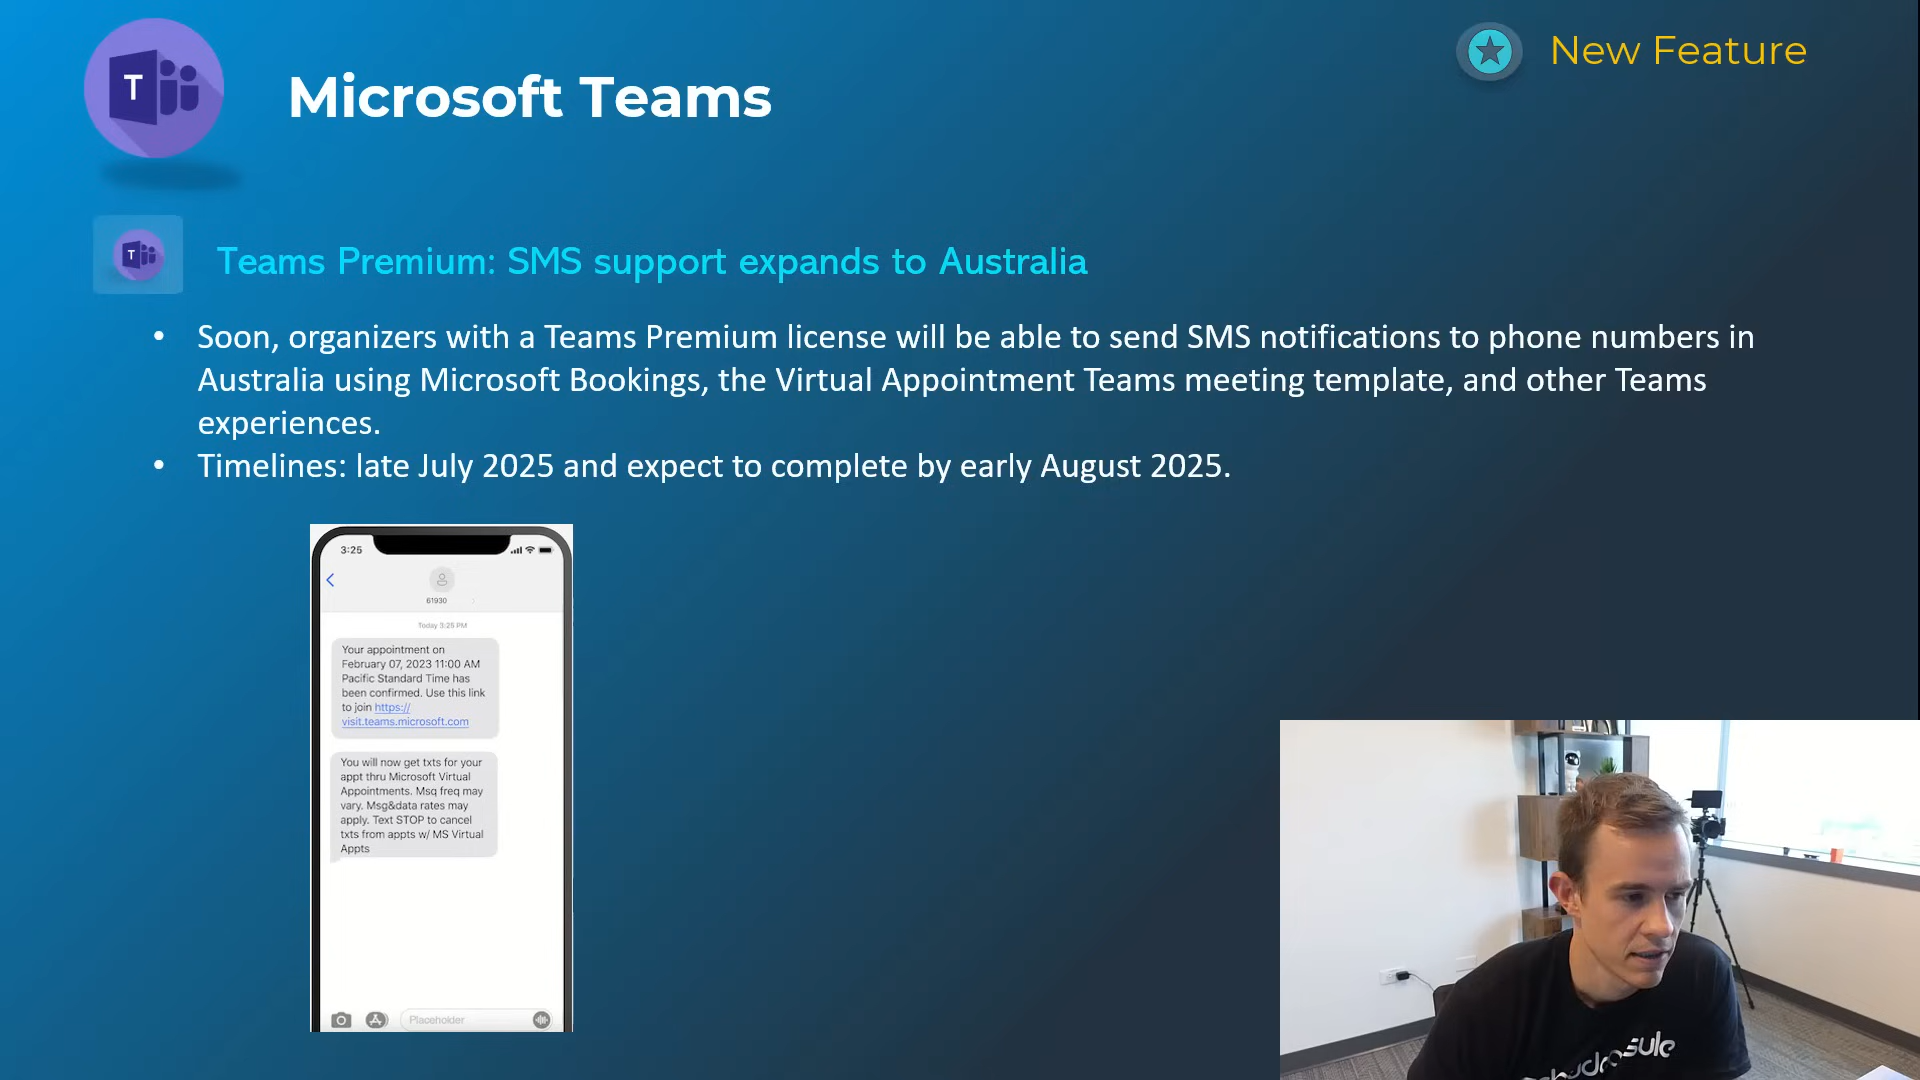 New Feature
T
Microsoft Teams
T
Teams Premium: SMS support expands to Australia
• Soon, organizers with a Teams Premium license will be able to send SMS notifications to phone numbers in
Australia using Microsoft Bookings, the Virtual Appointment Teams meeting template, and other Teams
experiences.
• Timelines: late July 2025 and expect to complete by early August 2025.
3:25
61930
Today 3:25 PM
Your appointment on
February 07, 2023 11:00 AM
Pacific Standard Time has
been confirmed. Use this link
to join https://
visit.teams.microsoft.com
You will now get txts for your
appt thru Microsoft Virtual
Appointments. Msq freq may
vary. Msg&data rates may
apply. Text STOP to cancel
txts from appts w/ MS Virtual
Appts
Placeholder